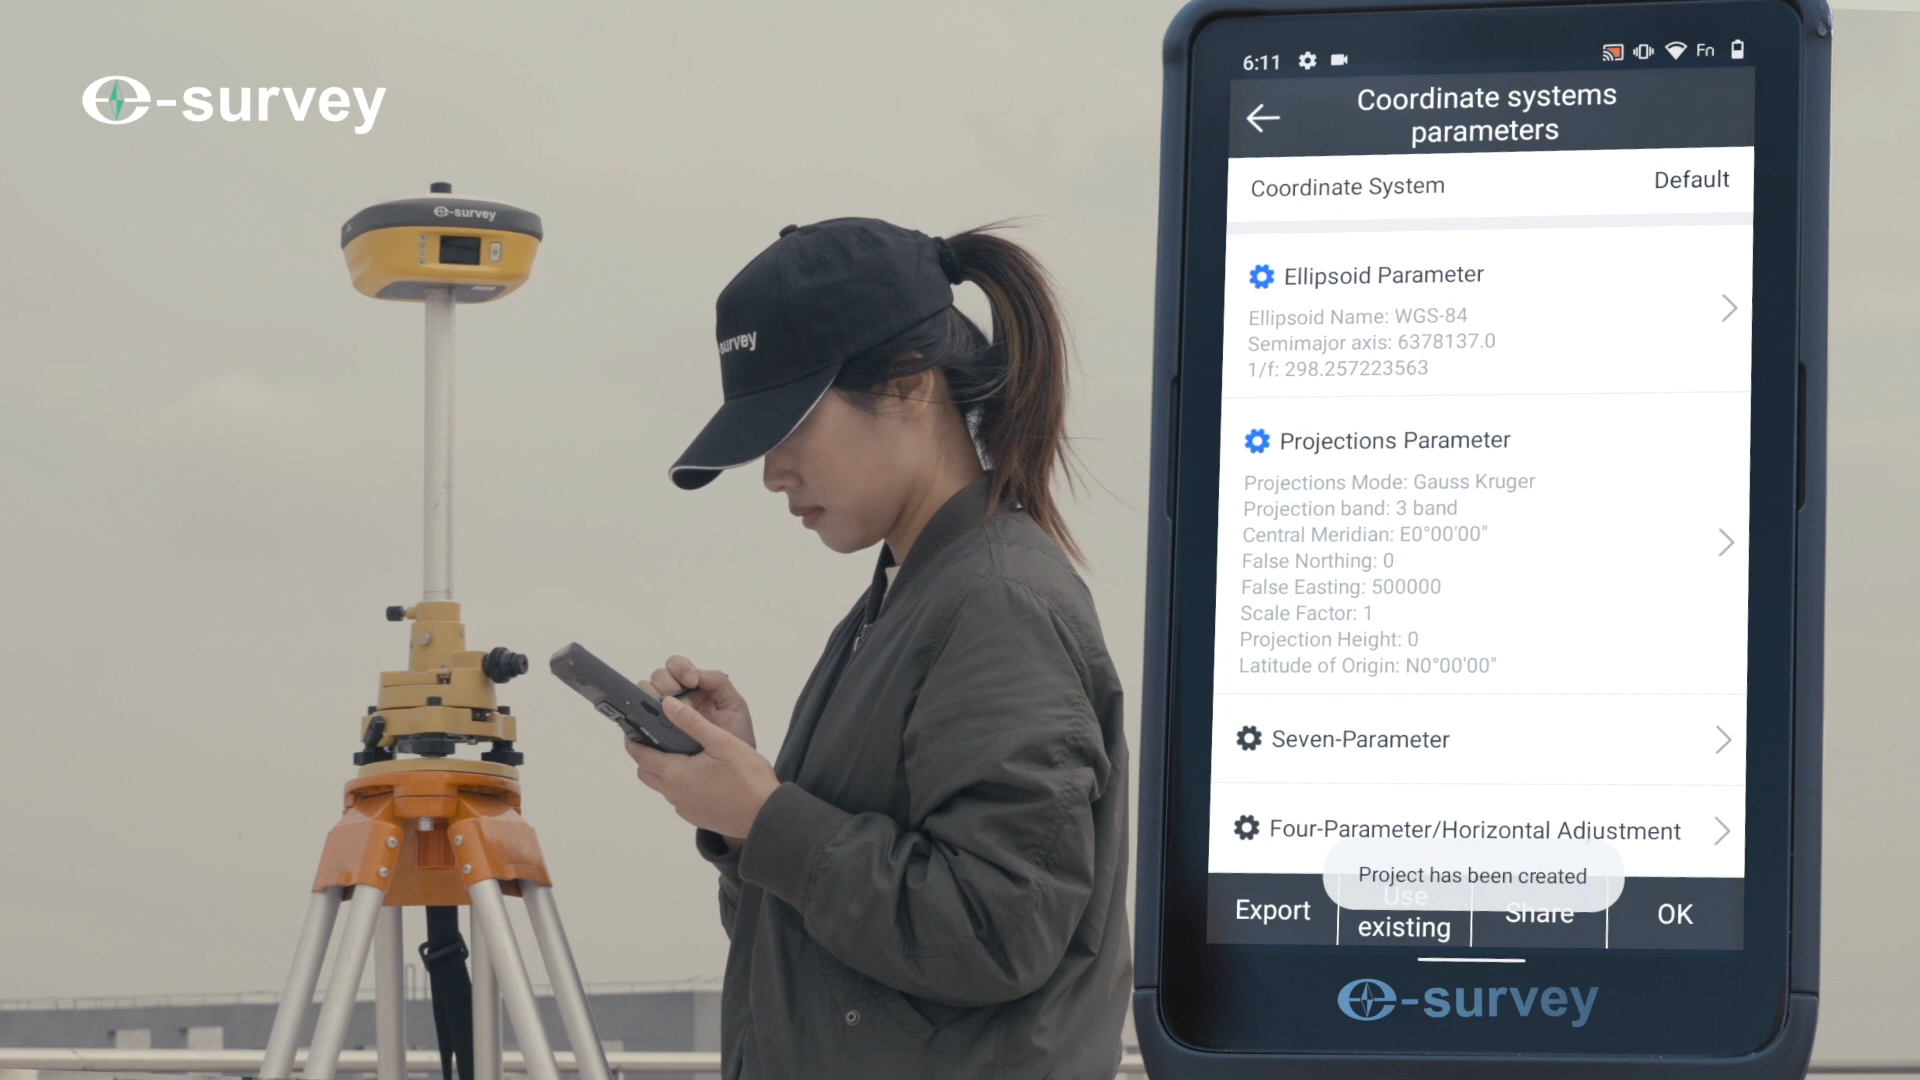 e-survey
e-survey
survey
6:11
Fn
Coordinate systems
parameters
Coordinate System
Default
Ellipsoid Parameter
Ellipsoid Name: WGS-84
Semimajor axis: 6378137.0
1/f: 298.257223563
Projections Parameter
Projections Mode: Gauss Kruger
Projection band: 3 band
Central Meridian: E0°00'00"
False Northing: 0
False Easting: 500000
Scale Factor: 1
Projection Height: 0
Latitude of Origin: N0°00'00"
Seven-Parameter
Four-Parameter/Horizontal Adjustment
Project has been created
Export
Use
existing
Share
OK
e-survey